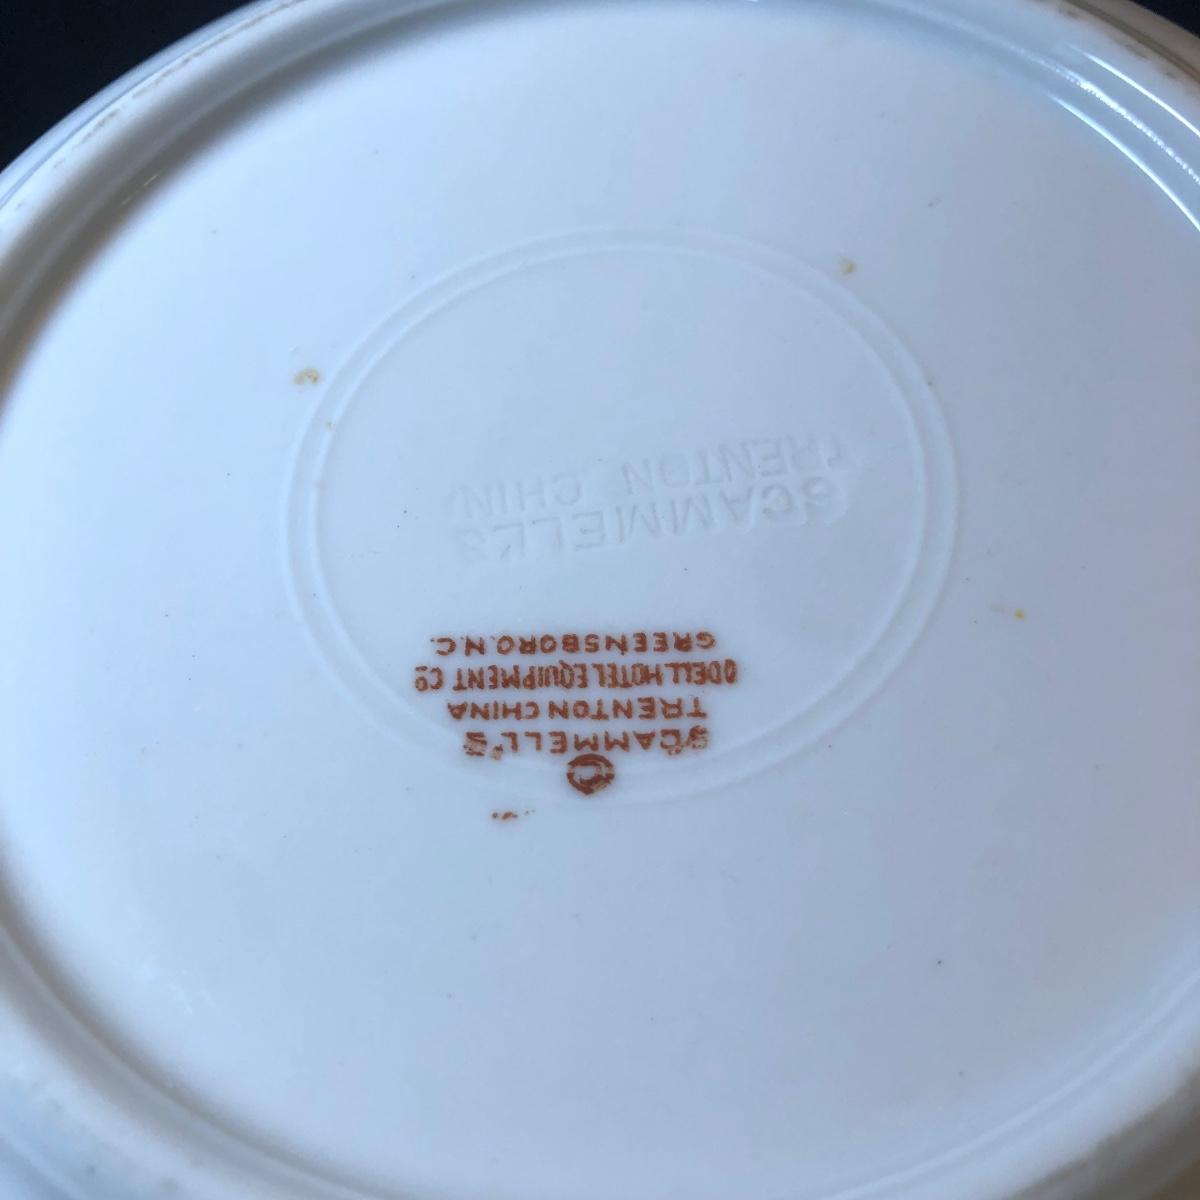 ©
SCAMMELL'S
TRENTON CHINA
ODELL HOTEL EQUIPMENT CO
GREENSBORO, N.C.
SCAMMELL'S
TRENTON CHINA